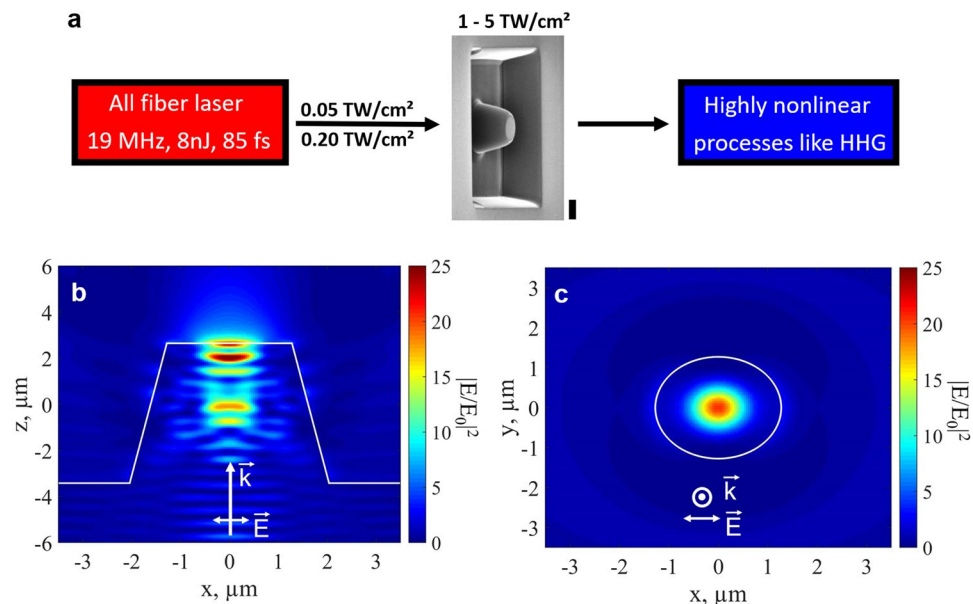 a
1 - 5 TW/cm²
All fiber laser
19 MHz, 8nJ, 85 fs
0.05 TW/cm²
0.20 TW/cm²
Highly nonlinear
processes like HHG
b
6
4
2
0
-2
-4
-6
z, µm
-3 -2 -1 0 1 2 3
x, µm
k
E
25
20
15
10
5
0
|E/E₀|²
c
3
2
1
0
-1
-2
-3
y, µm
-3 -2 -1 0 1 2 3
x, µm
k
E
25
20
15
10
5
0
|E/E₀|²